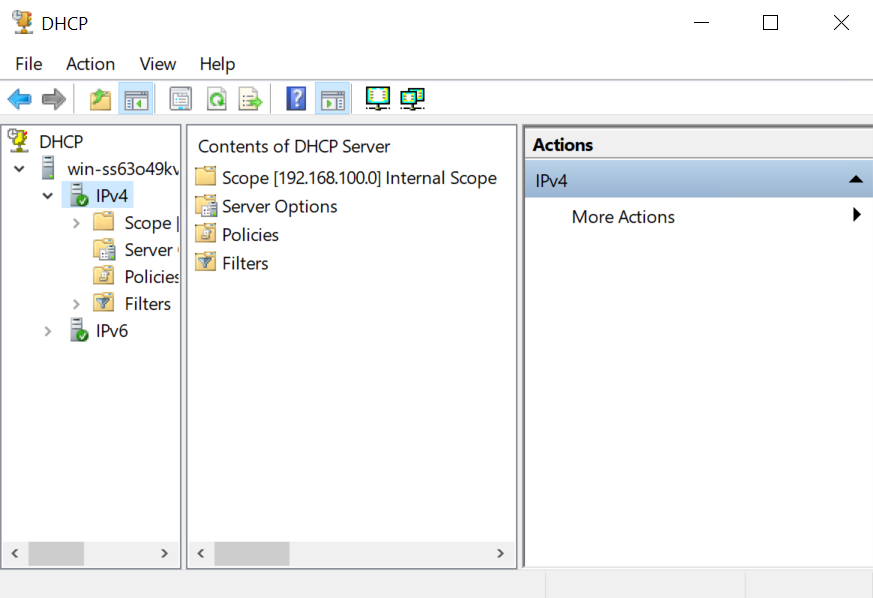 DHCP
File Action View Help
DHCP
win-ss63o49kv
IPv4
Scope
Server
Policies
Filters
IPv6
Contents of DHCP Server
Scope [192.168.100.0] Internal Scope
Server Options
Policies
Filters
Actions
IPv4
More Actions